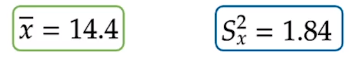 x̅ = 14.4 S²ₓ = 1.84